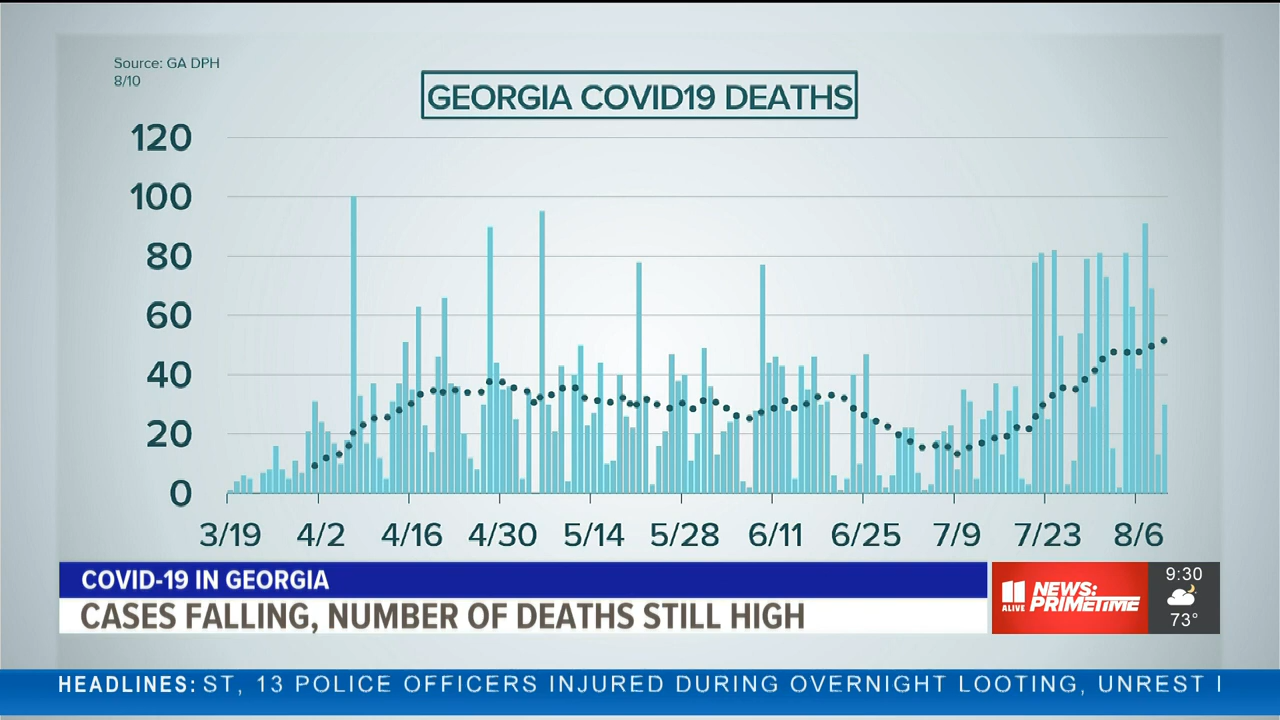 Source: GA DPH
8/10
GEORGIA COVID19 DEATHS
120
100
80
60
40
20
0
3/19 4/2 4/16 4/30 5/14 5/28 6/11 6/25 7/9 7/23 8/6
COVID-19 IN GEORGIA
CASES FALLING, NUMBER OF DEATHS STILL HIGH
11 ALIVE NEWS: PRIMETIME
9:30
73°
HEADLINES: ST, 13 POLICE OFFICERS INJURED DURING OVERNIGHT LOOTING, UNREST